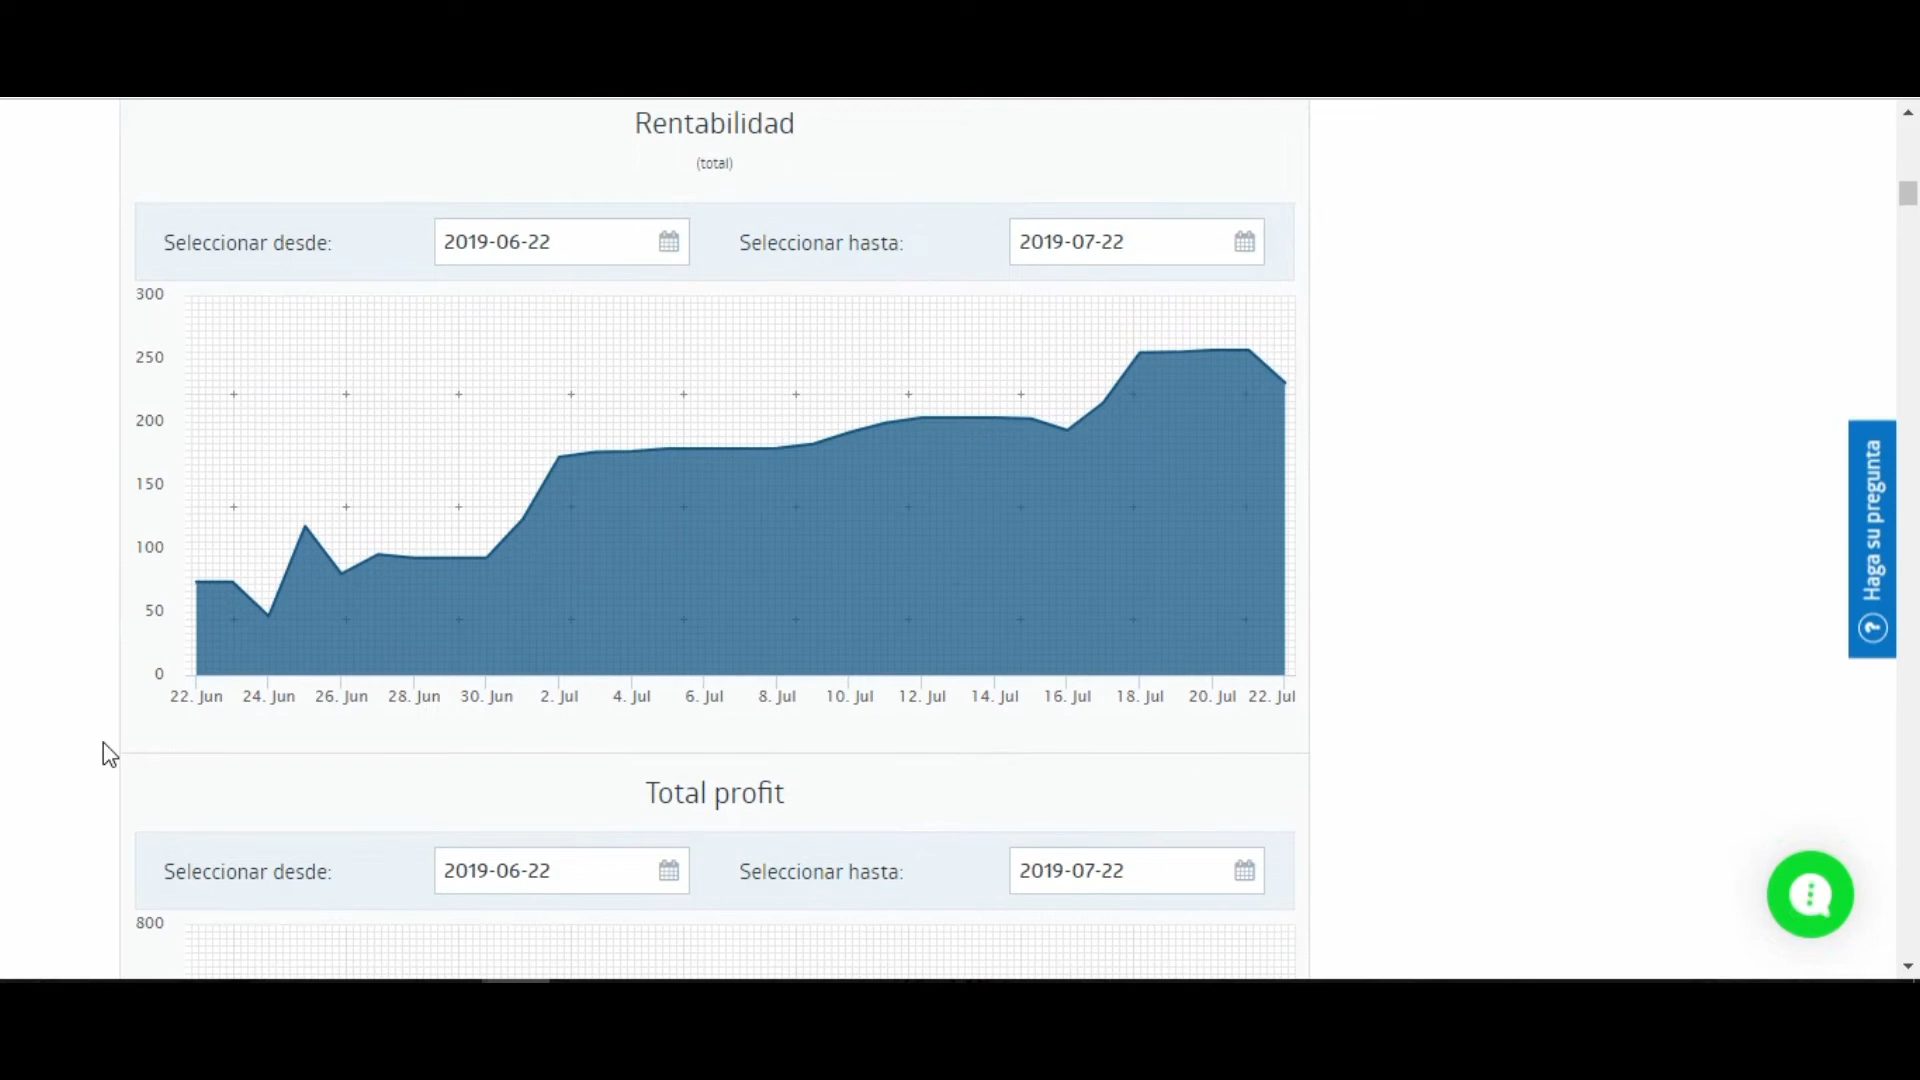 Rentabilidad
(total)
Seleccionar desde: 2019-06-22 Seleccionar hasta: 2019-07-22
300
250
200
150
100
50
0
22. Jun 24. Jun 26. Jun 28. Jun 30. Jun 2. Jul 4. Jul 6. Jul 8. Jul 10. Jul 12. Jul 14. Jul 16. Jul 18. Jul 20. Jul 22. Jul
Haga su pregunta
Total profit
Seleccionar desde: 2019-06-22 Seleccionar hasta: 2019-07-22
800